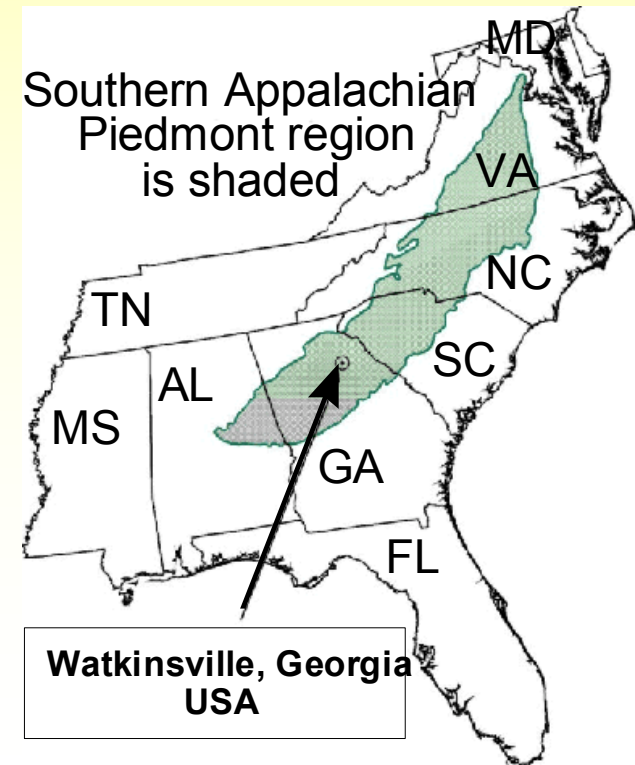 MD
Southern Appalachian
Piedmont region
is shaded
VA
NC
TN
SC
AL
MS
GA
FL
Watkinsville, Georgia
USA